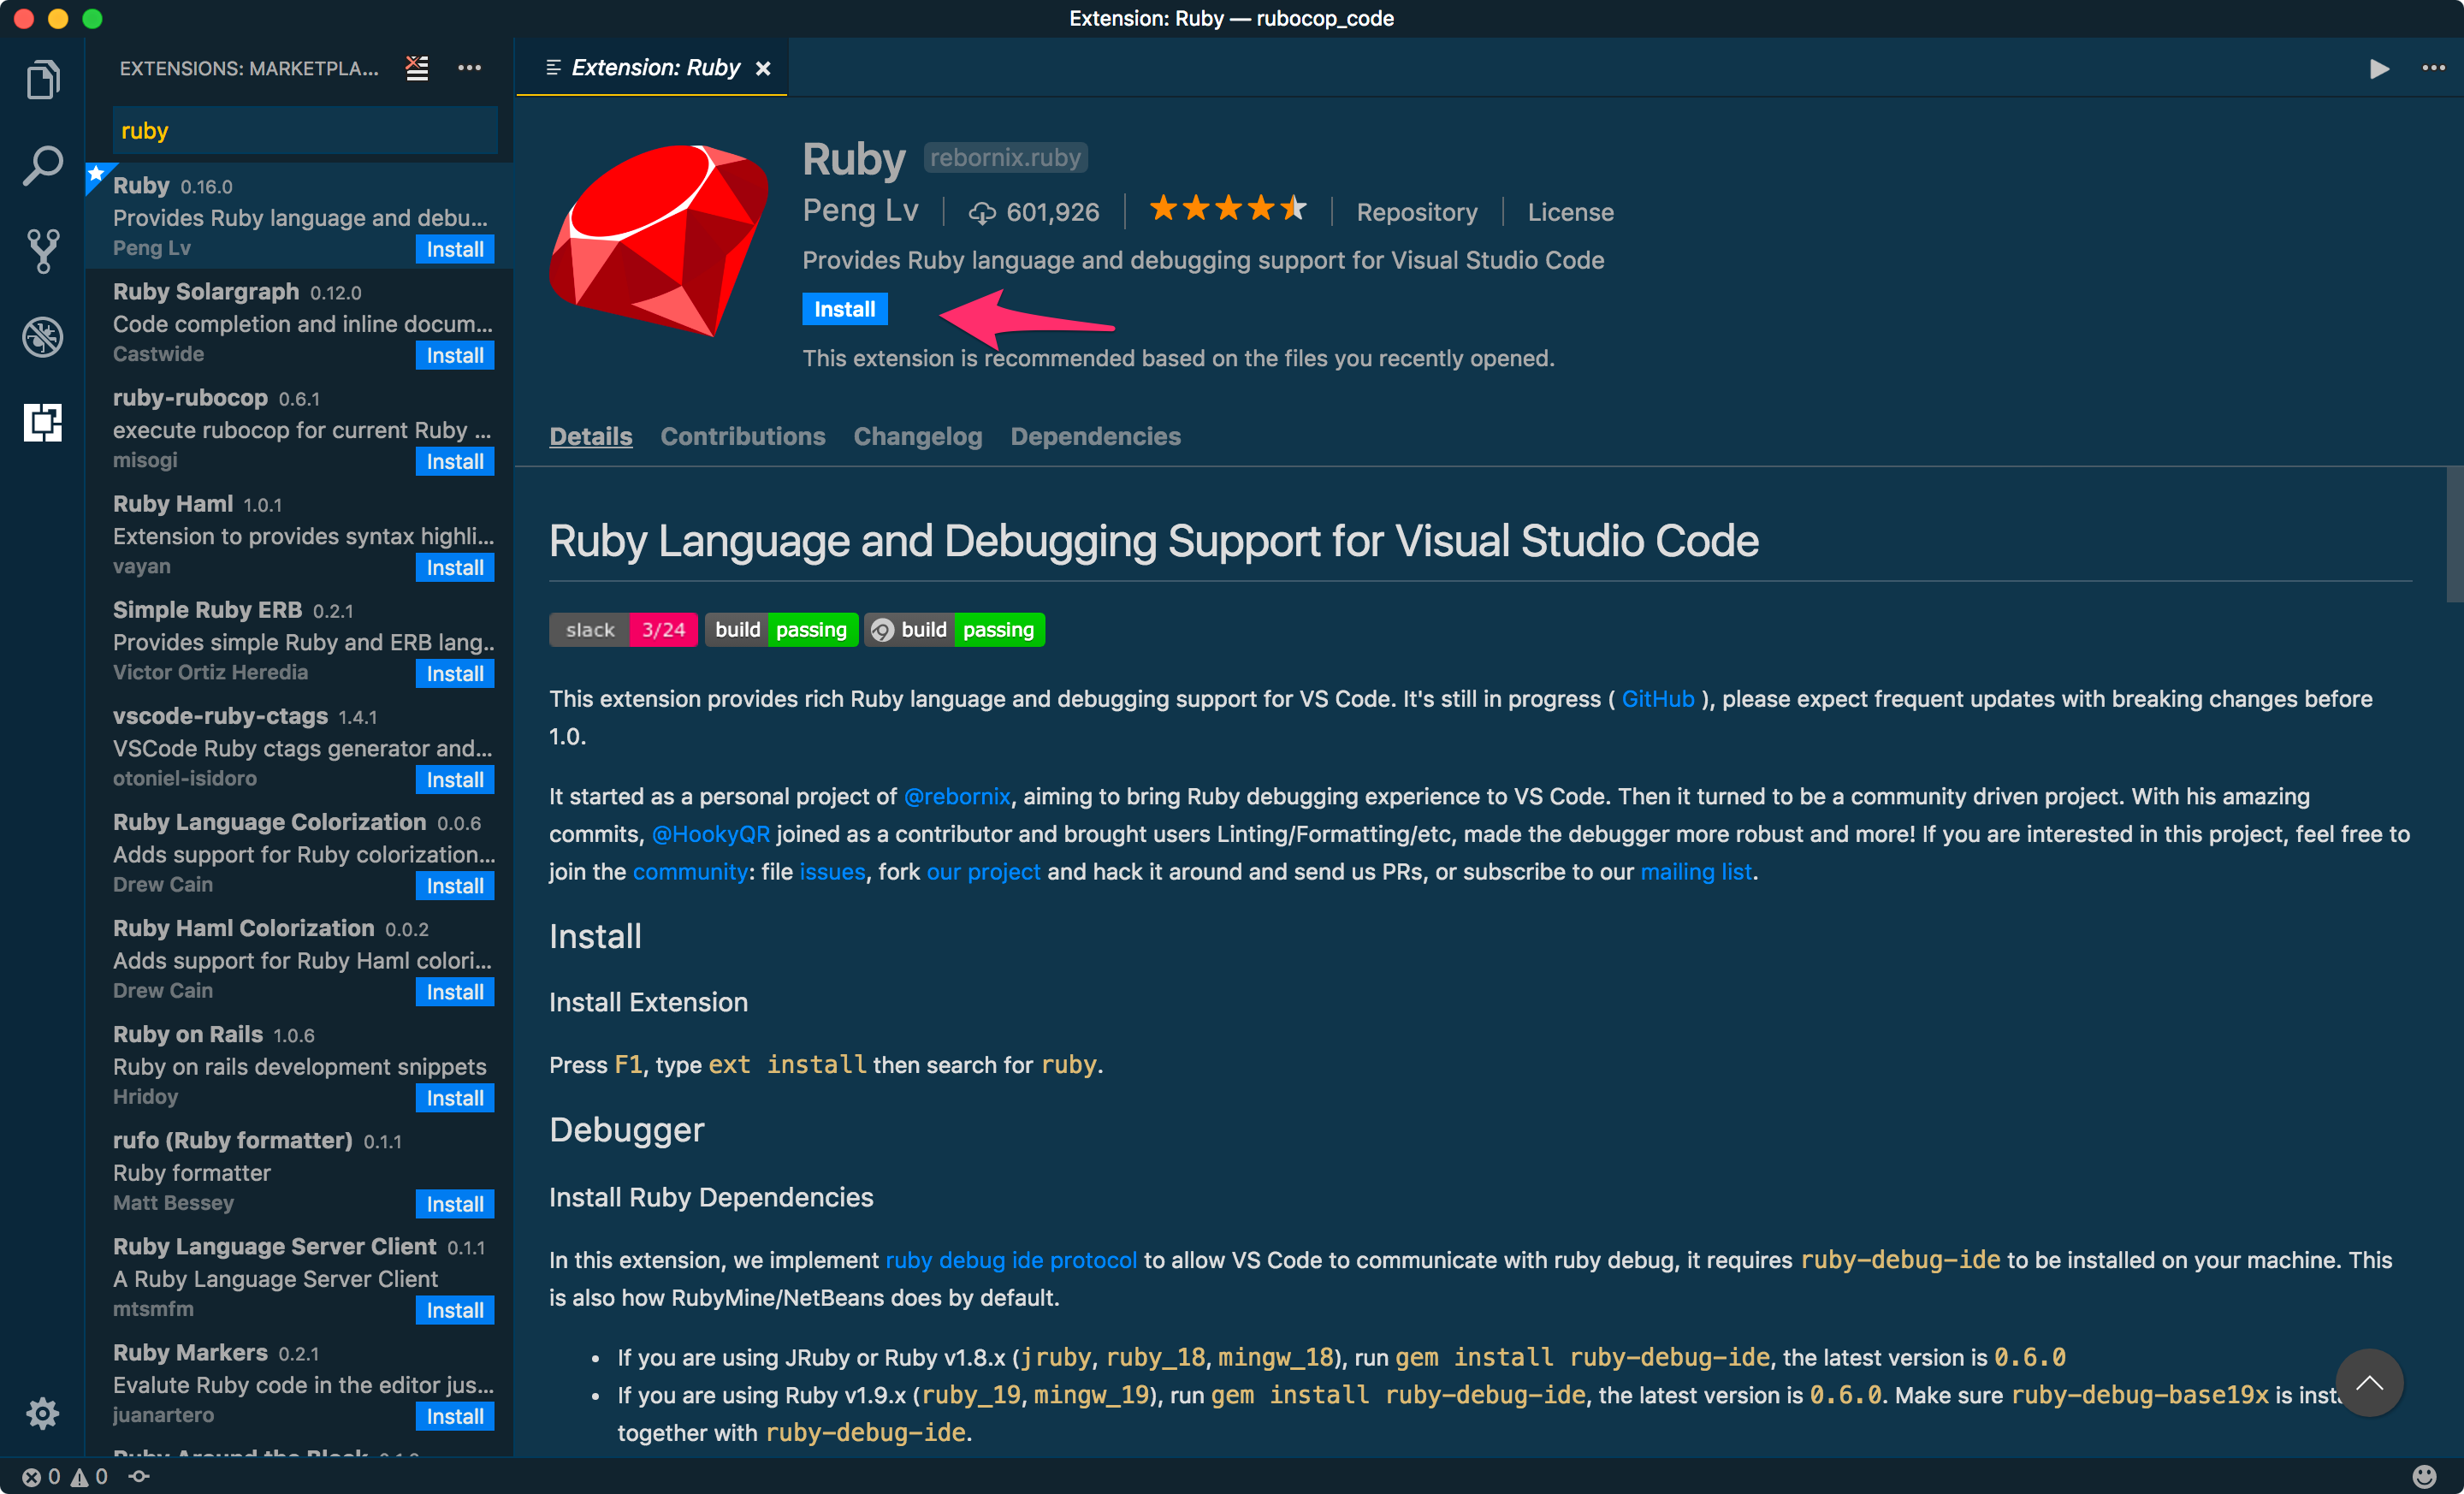 Extension: Ruby — rubocop_code
EXTENSIONS: MARKETPLA...
ruby
Ruby 0.16.0
Provides Ruby language and debu...
Peng Lv
Install
Ruby Solargraph 0.12.0
Code completion and inline docum...
Castwide
Install
ruby-rubocop 0.6.1
execute rubocop for current Ruby ...
misogi
Install
Ruby Haml 1.0.1
Extension to provides syntax highli...
vayan
Install
Simple Ruby ERB 0.2.1
Provides simple Ruby and ERB lang..
Victor Ortiz Heredia
Install
vscode-ruby-ctags 1.4.1
VSCode Ruby ctags generator and...
otoniel-isidoro
Install
Ruby Language Colorization 0.0.6
Adds support for Ruby colorization...
Drew Cain
Install
Ruby Haml Colorization 0.0.2
Adds support for Ruby Haml colori...
Drew Cain
Install
Ruby on Rails 1.0.6
Ruby on rails development snippets
Hridoy
Install
rufo (Ruby formatter) 0.1.1
Ruby formatter
Matt Bessey
Install
Ruby Language Server Client 0.1.1
A Ruby Language Server Client
mtsmfm
Install
Ruby Markers 0.2.1
Evalute Ruby code in the editor jus...
juanartero
Install
Ruby Around the Block
0 0
Extension: Ruby
Ruby rebornix.ruby
Peng Lv 601,926 Repository License
Provides Ruby language and debugging support for Visual Studio Code
Install
This extension is recommended based on the files you recently opened.
Details Contributions Changelog Dependencies
Ruby Language and Debugging Support for Visual Studio Code
slack 3/24 build passing build passing
This extension provides rich Ruby language and debugging support for VS Code. It's still in progress ( GitHub ), please expect frequent updates with breaking changes before
1.0.
It started as a personal project of @rebornix, aiming to bring Ruby debugging experience to VS Code. Then it turned to be a community driven project. With his amazing
commits, @HookyQR joined as a contributor and brought users Linting/Formatting/etc, made the debugger more robust and more! If you are interested in this project, feel free to
join the community: file issues, fork our project and hack it around and send us PRs, or subscribe to our mailing list.
Install
Install Extension
Press F1, type ext install then search for ruby.
Debugger
Install Ruby Dependencies
In this extension, we implement ruby debug ide protocol to allow VS Code to communicate with ruby debug, it requires ruby-debug-ide to be installed on your machine. This
is also how RubyMine/NetBeans does by default.
• If you are using JRuby or Ruby v1.8.x (jruby, ruby_18, mingw_18), run gem install ruby-debug-ide, the latest version is 0.6.0
• If you are using Ruby v1.9.x (ruby_19, mingw_19), run gem install ruby-debug-ide, the latest version is 0.6.0. Make sure ruby-debug-base19x is inst
together with ruby-debug-ide.